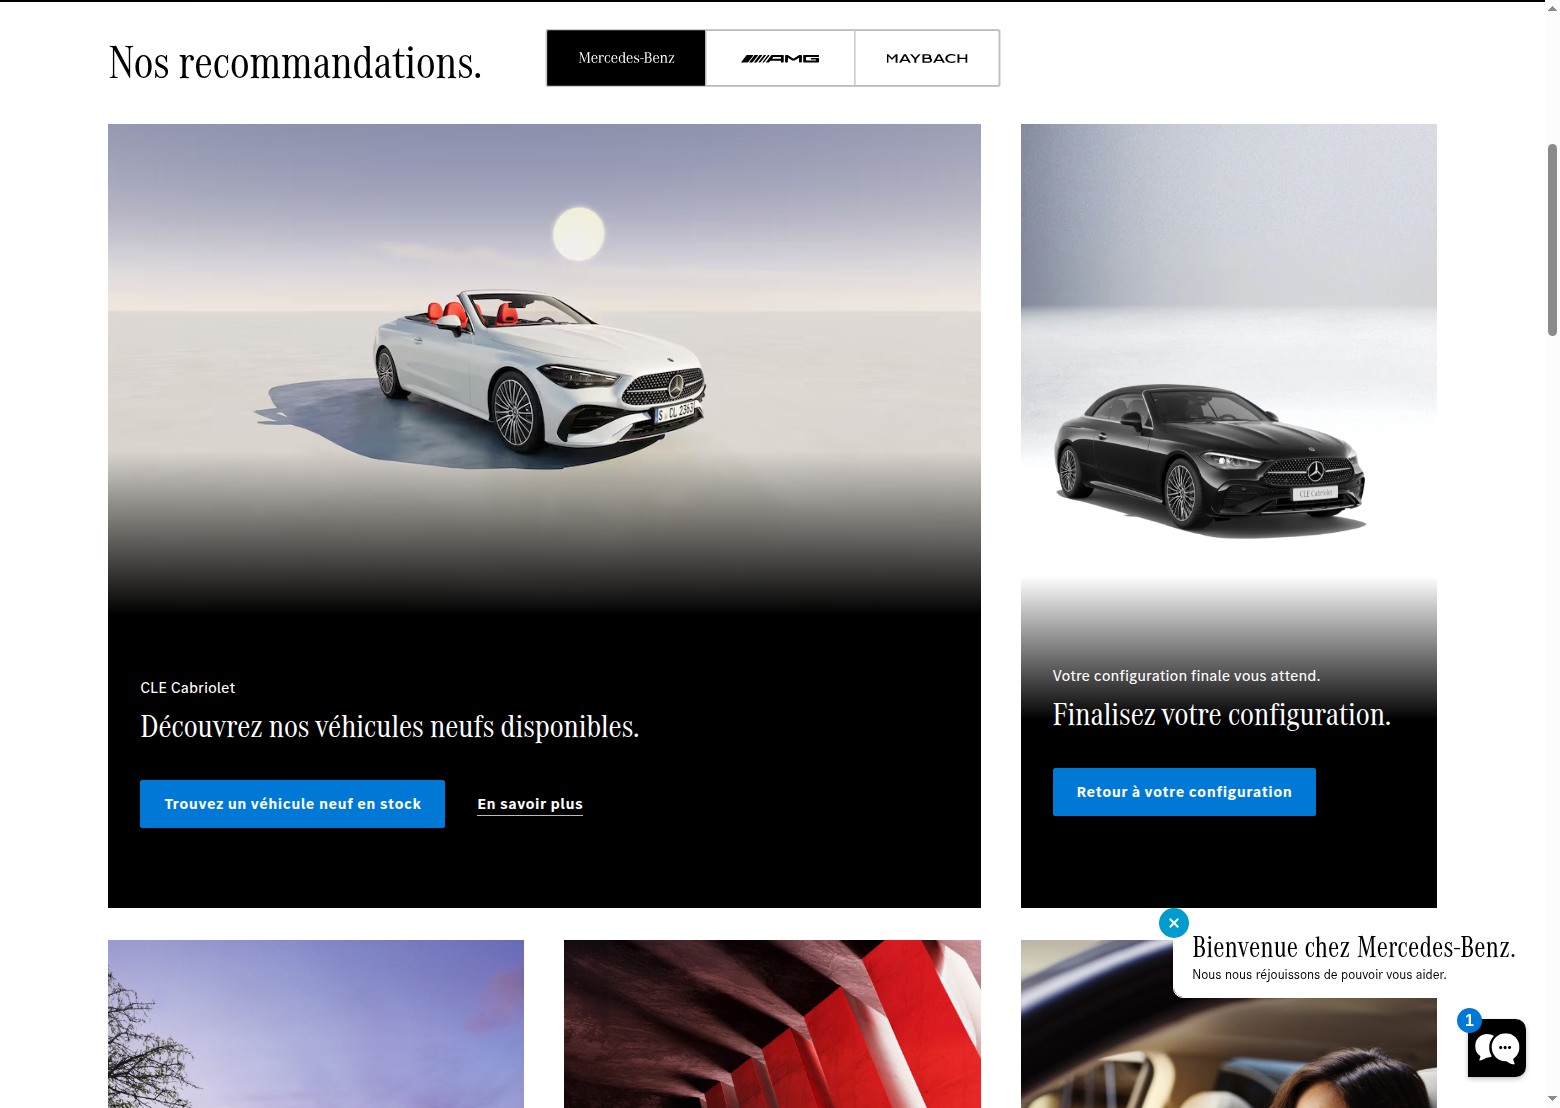 Nos recommandations.
Mercedes-Benz
AMG
MAYBACH
S CL 2363
CLE Cabriolet
CLE Cabriolet
Découvrez nos véhicules neufs disponibles.
Trouvez un véhicule neuf en stock
En savoir plus
Votre configuration finale vous attend.
Finalisez votre configuration.
Retour à votre configuration
Bienvenue chez Mercedes-Benz.
Nous nous réjouissons de pouvoir vous aider.
1